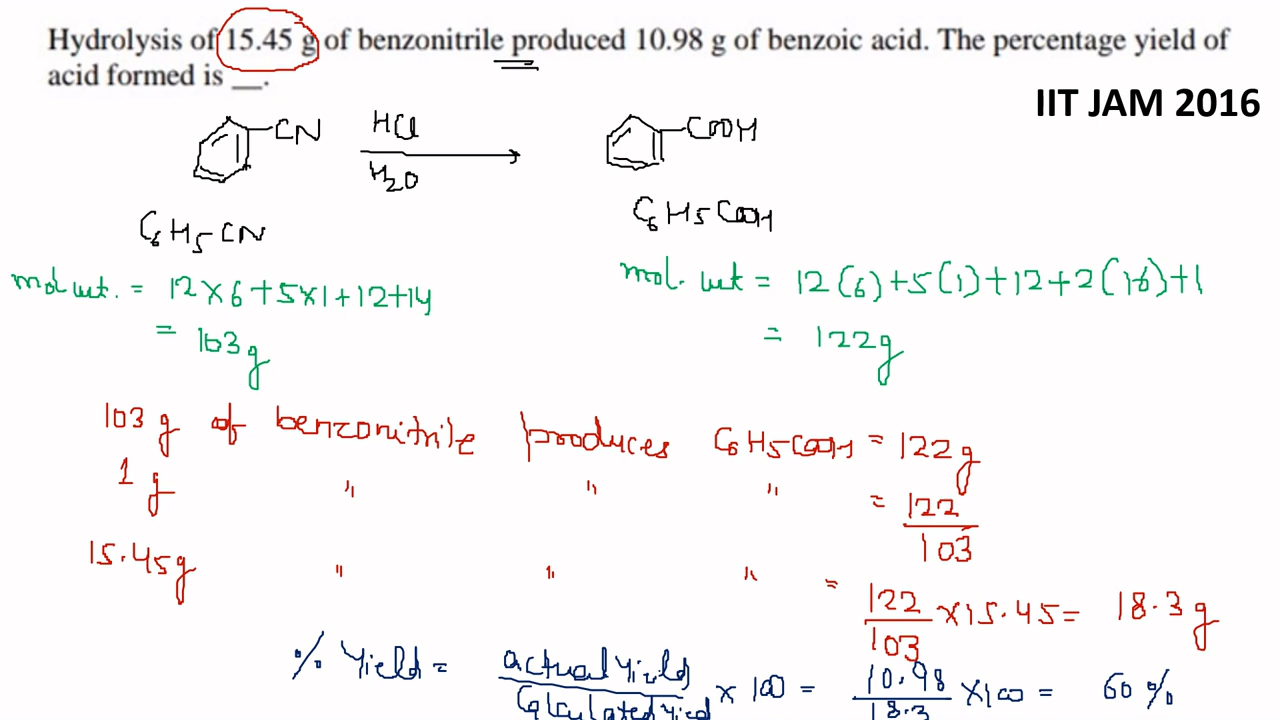 Hydrolysis of 15.45 g of benzonitrile produced 10.98 g of benzoic acid. The percentage yield of
acid formed is __.
IIT JAM 2016
CN HCl COOH
H2O
C6H5CN C6H5COOH
mol wt. = 12×6+5×1+12+14 mol. wt = 12(6)+5(1)+12+2(16)+1
= 103g = 122g
103 g of benzonitrile produces C6H5COOH = 122g
1 g " " " = 122/103
15.45g " " " = 122/103 ×15.45= 18.3 g
% Yield = actual yield/Calculated yield × 100 = 10.98/18.3 ×100 = 60 %